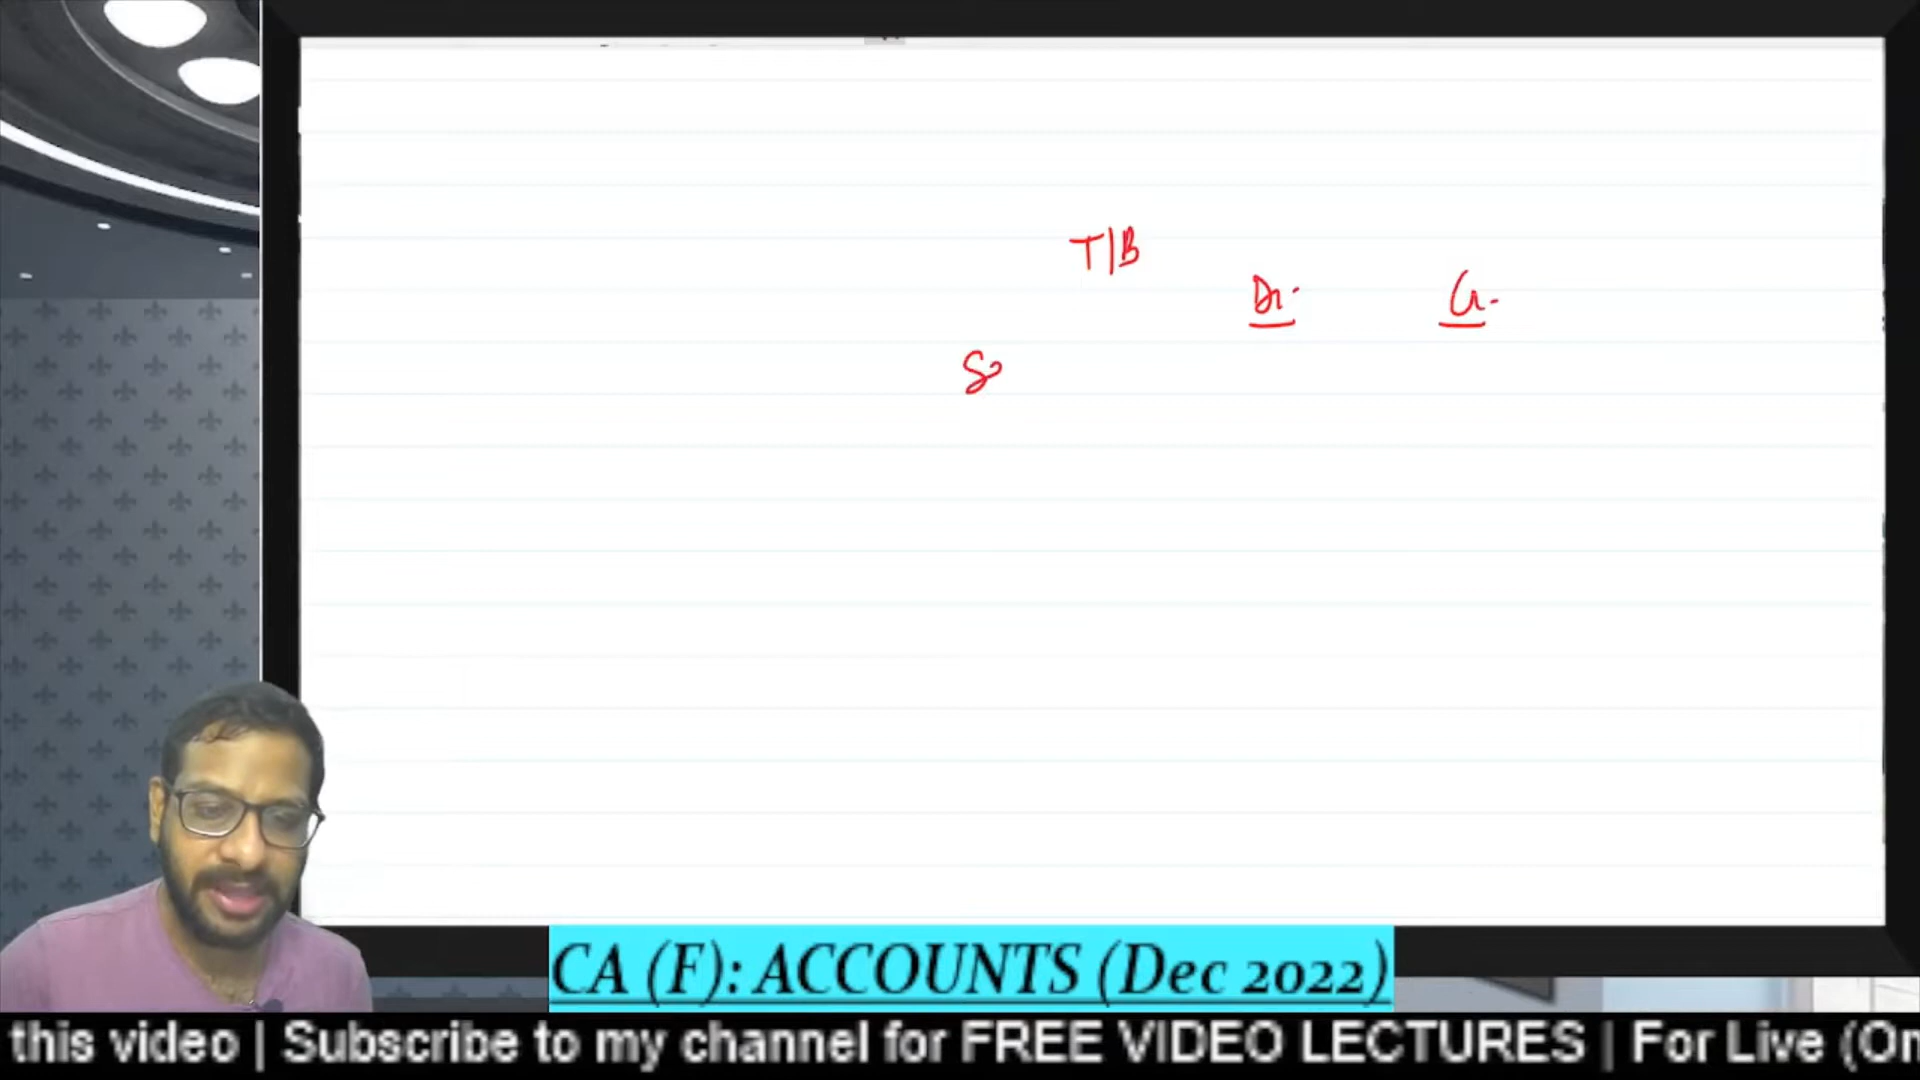 T/B
Dr. Cr.
S
CA (F): ACCOUNTS (Dec 2022)
this video | Subscribe to my channel for FREE VIDEO LECTURES | For Live (On